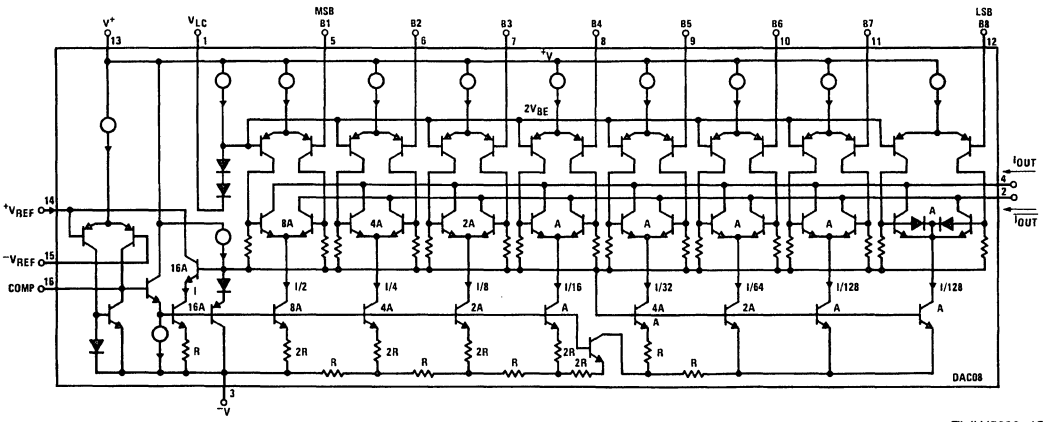 V+ VLC MSB B1 B2 B3 B4 B5 B6 B7 LSB B8
13 1 5 6 7 8 9 10 11 12
+V
2VBE
IOUT
4
14
+VREF
2
8A 4A 2A A A A A A
IOUT
15
-VREF
16A
16
COMP
I I/2 I/4 I/8 I/16 I/32 I/64 I/128 I/128
16A 8A 4A 2A A 4A 2A A A
A
R 2R 2R 2R 2R R
2R
R R R R
DAC08
3
-V